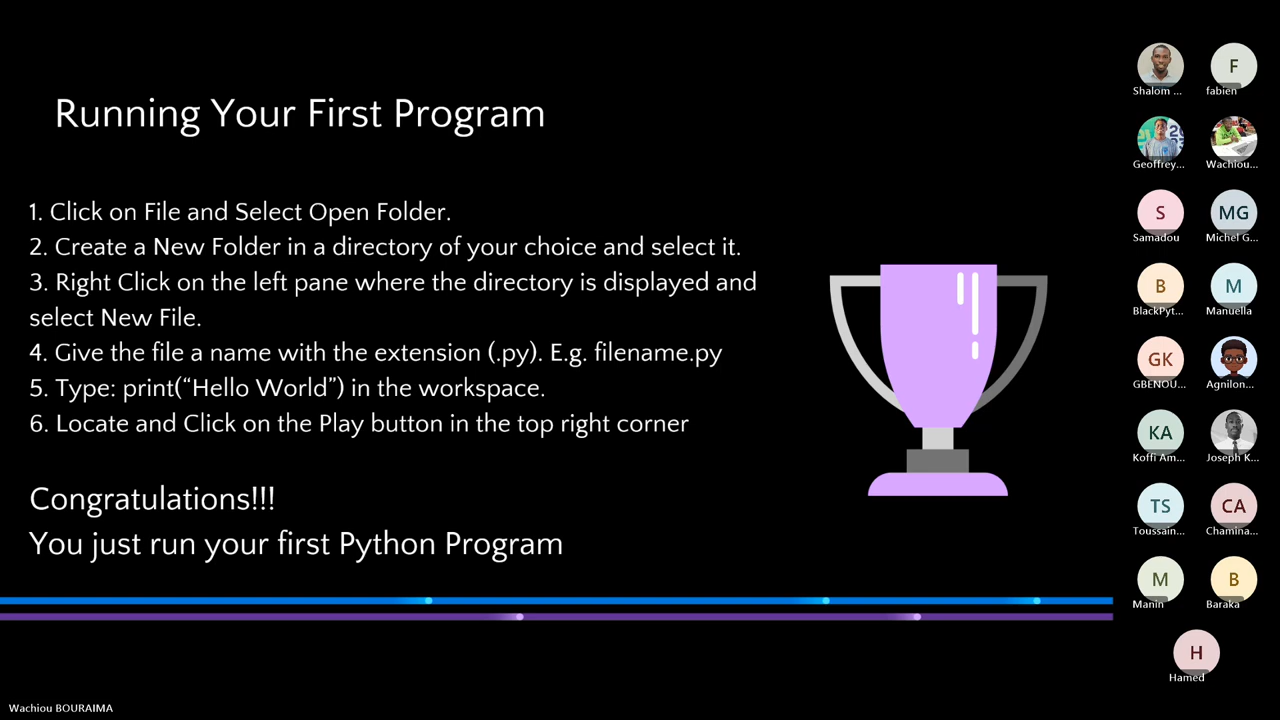 Running Your First Program
1. Click on File and Select Open Folder.
2. Create a New Folder in a directory of your choice and select it.
3. Right Click on the left pane where the directory is displayed and
select New File.
4. Give the file a name with the extension (.py). E.g. filename.py
5. Type: print(“Hello World”) in the workspace.
6. Locate and Click on the Play button in the top right corner
Congratulations!!!
You just run your first Python Program
Shalom ...
F
fabien
Geoffrey...
Wachiou...
S
Samadou
MG
Michel G...
B
BlackPyt...
M
Manuella
GK
GBENOU...
Agnilon...
KA
Koffi Am...
Joseph K...
TS
Toussain...
CA
Chamina...
M
Manin
B
Baraka
H
Hamed
Wachiou BOURAIMA